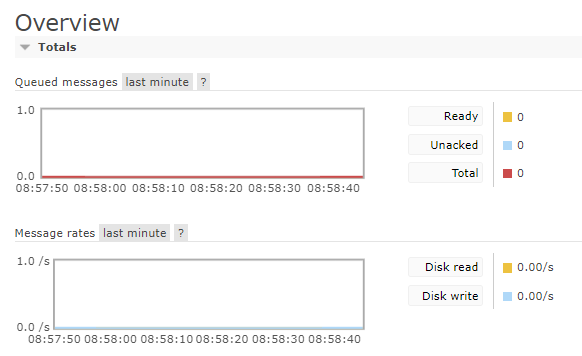 Overview
Totals
Queued messages last minute ?
1.0
0.0
08:57:50 08:58:00 08:58:10 08:58:20 08:58:30 08:58:40
Ready 0
Unacked 0
Total 0
Message rates last minute ?
1.0 /s
0.0 /s
08:57:50 08:58:00 08:58:10 08:58:20 08:58:30 08:58:40
Disk read 0.00/s
Disk write 0.00/s